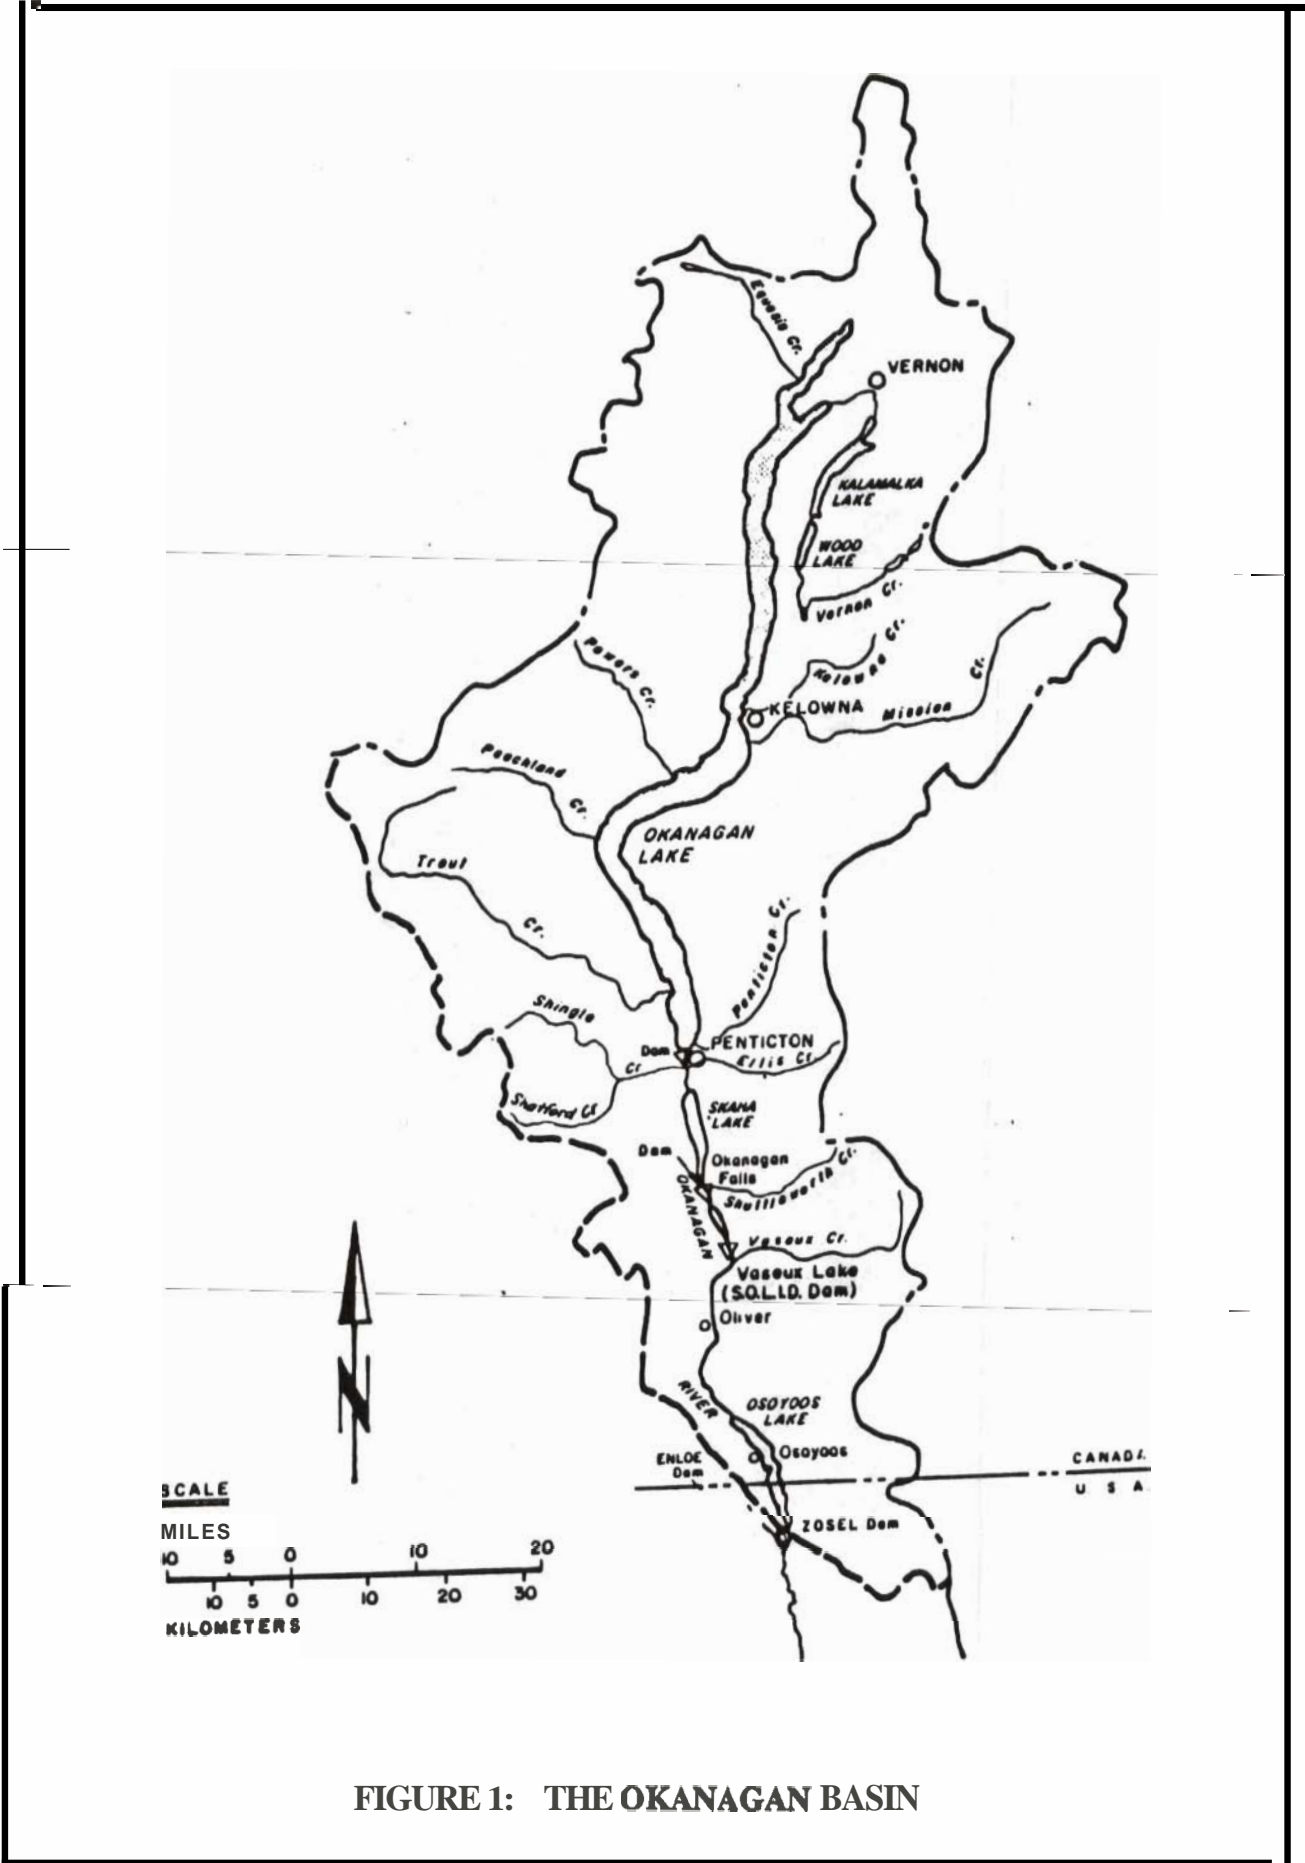 Equesis Cr.
VERNON
KALAMALKA
LAKE
WOOD
LAKE
Vernon Cr.
Kelowna Cr.
Powers Cr.
Cr.
KELOWNA
Mission
Peachland
Cr.
OKANAGAN
LAKE
Trout
Cr.
Penticton Cr.
Shingle
PENTICTON
Dam
Ellis Cr.
Cr
Shatford Cr
SKAHA
LAKE
Dam
Okanagan
Falls
Shuttleworth Cr.
OKANAGAN
Vaseux Cr.
Vaseux Lake
(S.O.L.I.D. Dam)
Oliver
RIVER
OSOYOOS
LAKE
Osoyoos
ENLOE
Dam
CANADA
U. S. A.
ZOSEL Dam
N
SCALE
MILES
10 5 0 10 20
10 5 0 10 20 30
KILOMETERS
FIGURE 1: THE OKANAGAN BASIN